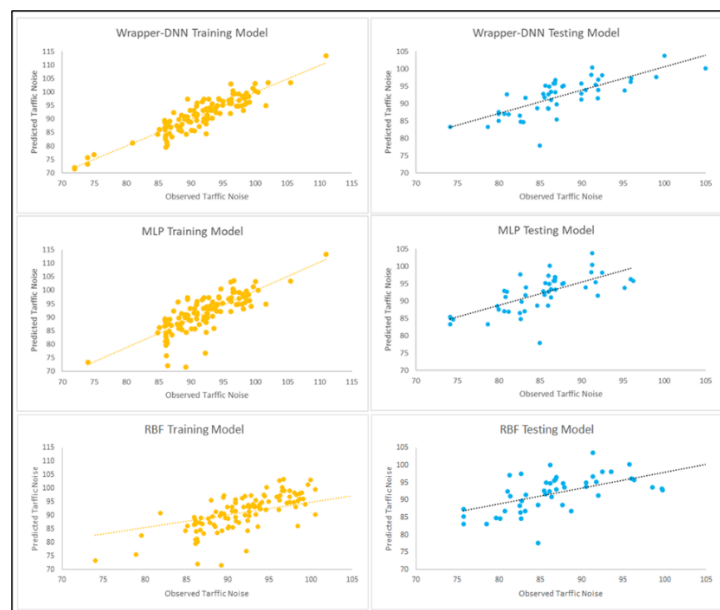 Wrapper-DNN Training Model
Predicted Tarffic Noise
115
110
105
100
95
90
85
80
75
70
70 75 80 85 90 95 100 105 110 115
Observed Tarffic Noise
Wrapper-DNN Testing Model
Predicted Tarffic Noise
105
100
95
90
85
80
75
70
70 75 80 85 90 95 100 105
Observed Tarffic Noise
MLP Training Model
Predicted Tarffic Noise
115
110
105
100
95
90
85
80
75
70
70 75 80 85 90 95 100 105 110 115
Observed Tarffic Noise
MLP Testing Model
Predicted Tarffic Noise
105
100
95
90
85
80
75
70
70 75 80 85 90 95 100 105
Observed Tarffic Noise
RBF Training Model
Predicted Tarffic Noise
110
105
100
95
90
85
80
75
70
70 75 80 85 90 95 100 105
Observed Tarffic Noise
RBF Testing Model
Predicted Tarffic Noise
105
100
95
90
85
80
75
70
70 75 80 85 90 95 100 105
Observed Tarffic Noise